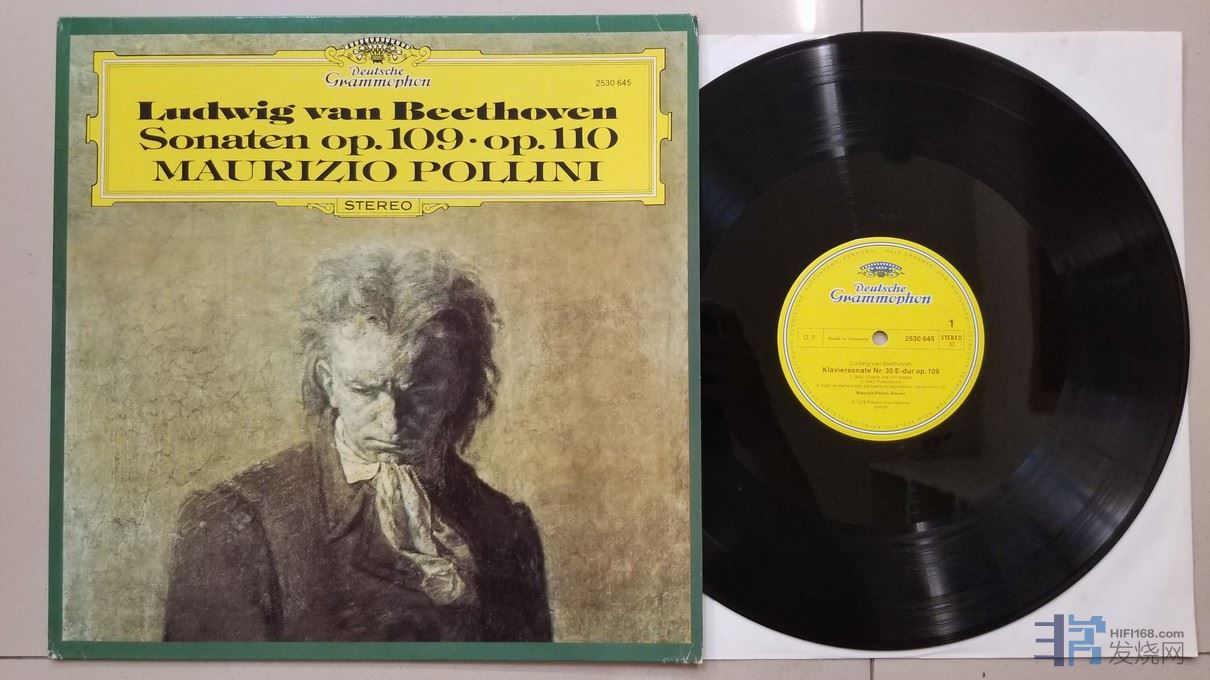 Deutsche
Grammophon
2530 645
Ludwig van Beethoven
Sonaten op.109·op.110
MAURIZIO POLLINI
STEREO
Deutsche
Grammophon
1
D.P. Made in Germany 2530 645 STEREO
33
Ludwig van Beethoven
Klaviersonate Nr. 30 E-dur op. 109
Maurizio Pollini, Klavier
HIFI168.com
发烧网